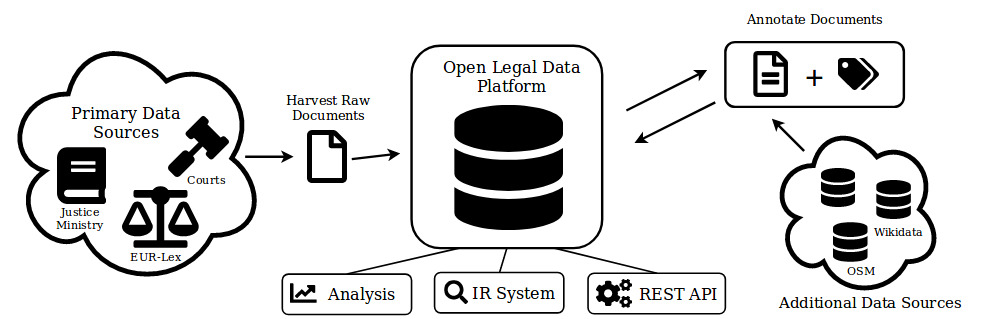 Primary Data
Sources
Courts
Justice
Ministry
EUR-Lex
Harvest Raw
Documents
Open Legal Data
Platform
Analysis
IR System
REST API
Annotate Documents
+
Wikidata
OSM
Additional Data Sources